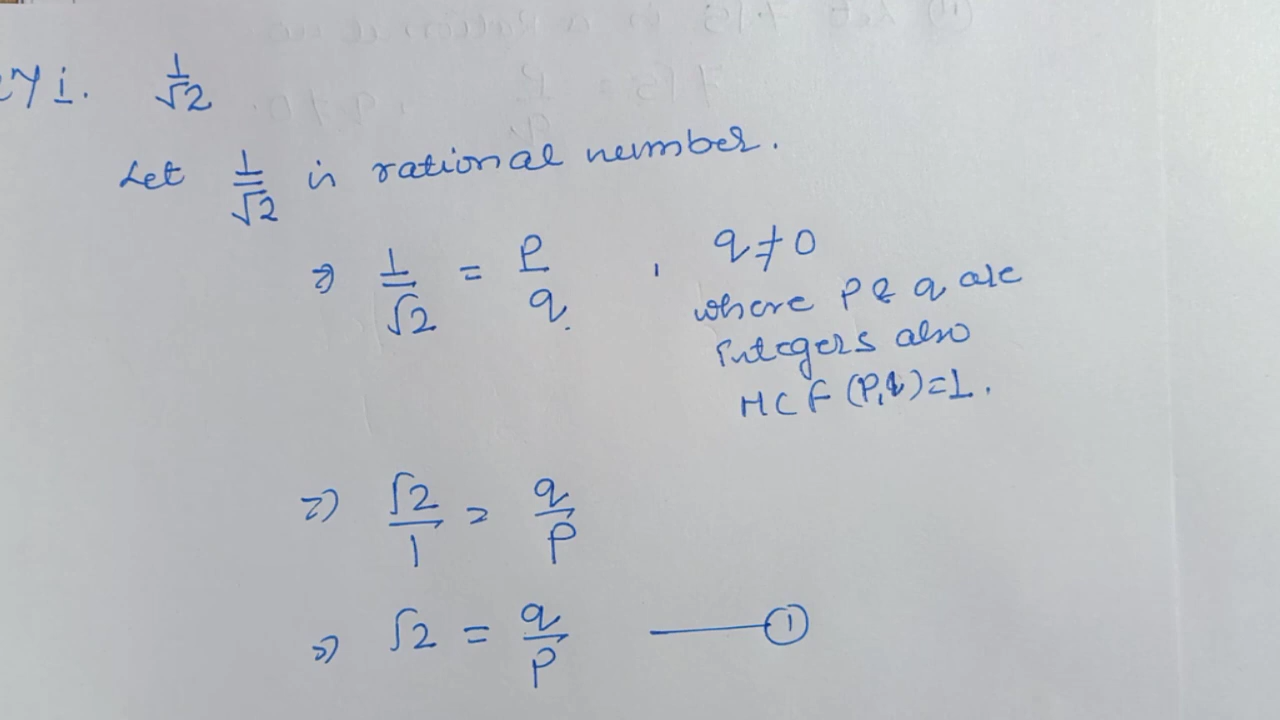 i. 1/√2
Let 1/√2 is rational number.
⇒ 1/√2 = P/q , q≠0
where P & q are
integers also
HCF (P,q)=1.
⇒ √2/1 = q/P
⇒ √2 = q/P —— ①